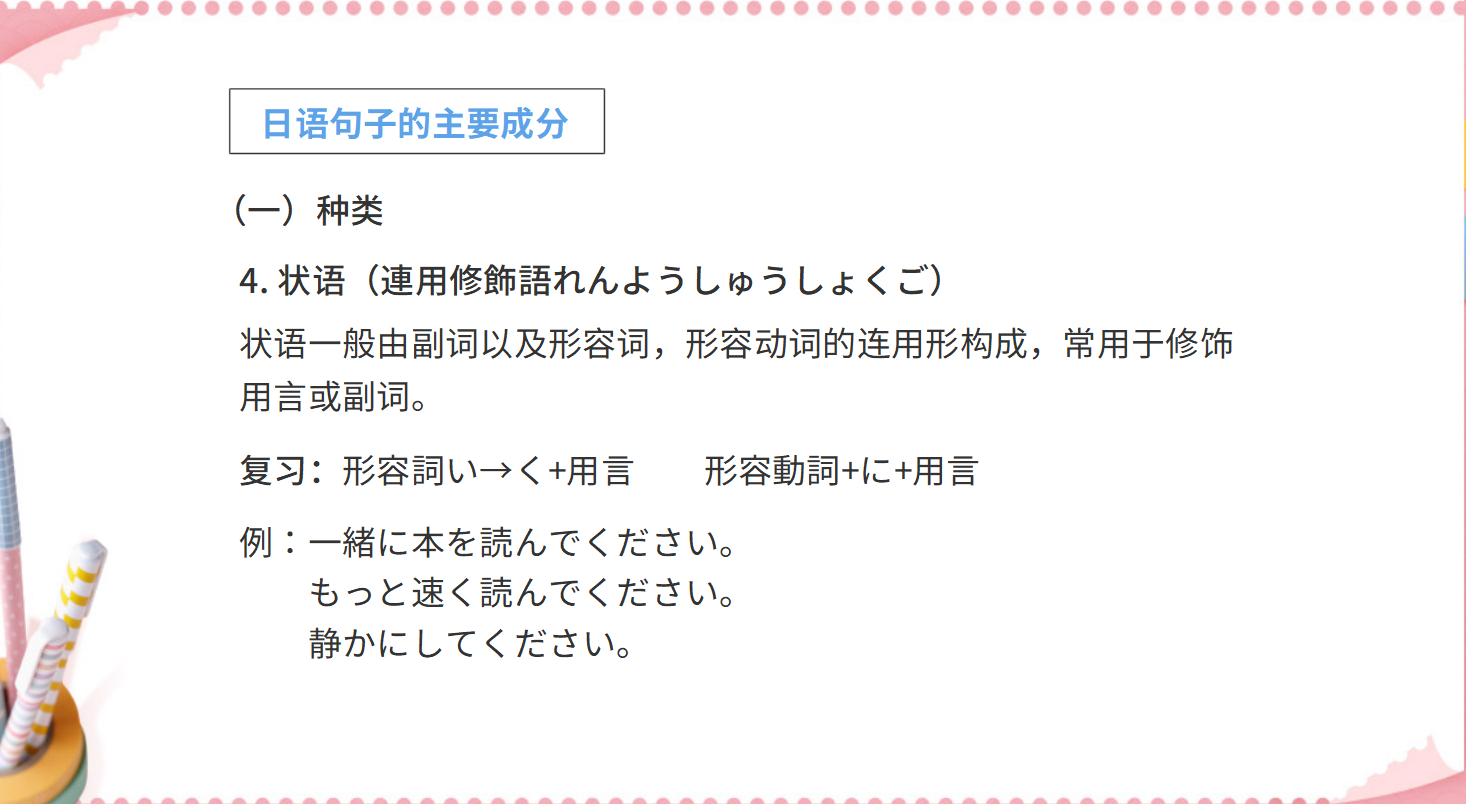 日语句子的主要成分
（一）种类
4. 状语（連用修飾語れんようしゅうしょくご）
状语一般由副词以及形容词，形容动词的连用形构成，常用于修饰
用言或副词。
复习：形容詞い→く+用言　　形容動詞+に+用言
例：一緒に本を読んでください。
もっと速く読んでください。
静かにしてください。